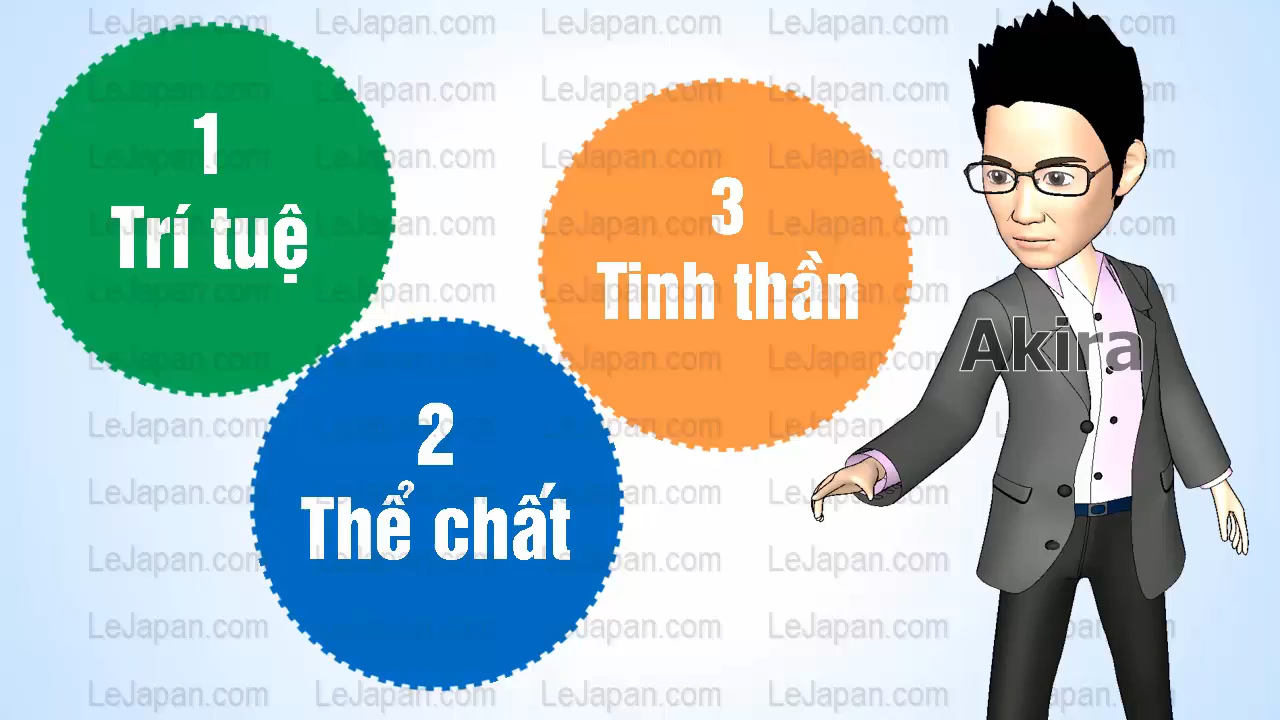 1
Trí tuệ
2
Thể chất
3
Tinh thần
Akira
LeJapan.com